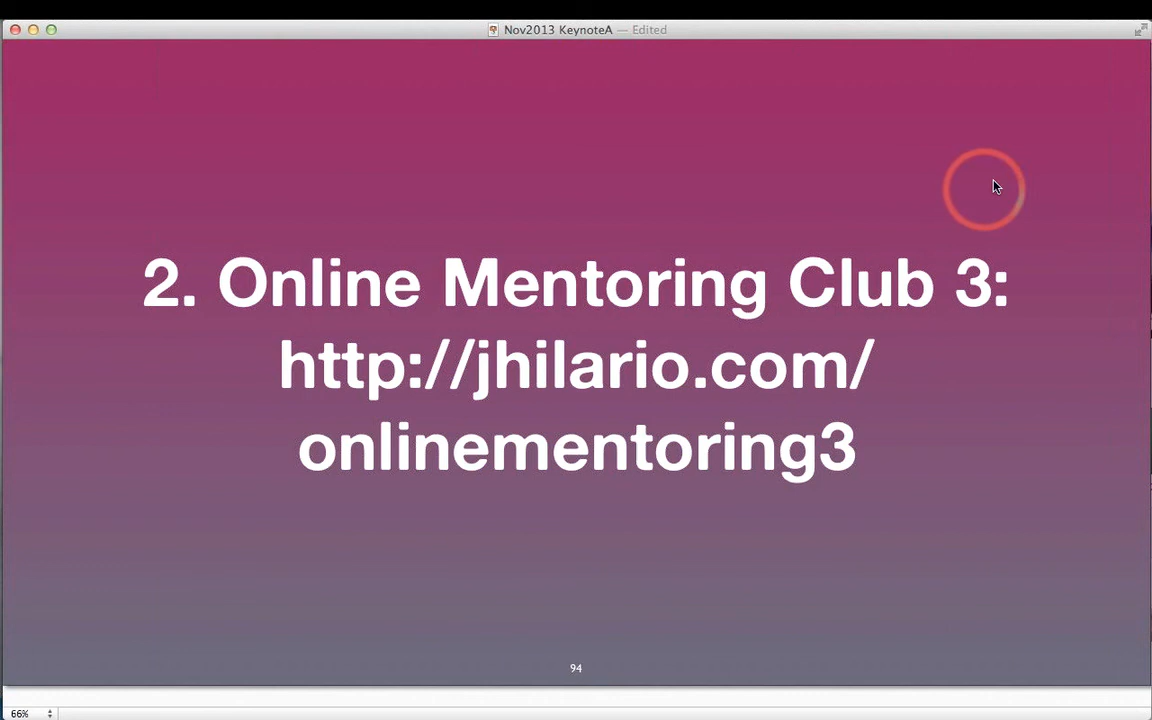 Nov2013 KeynoteA — Edited
2. Online Mentoring Club 3:
http://jhilario.com/
onlinementoring3
94
66%